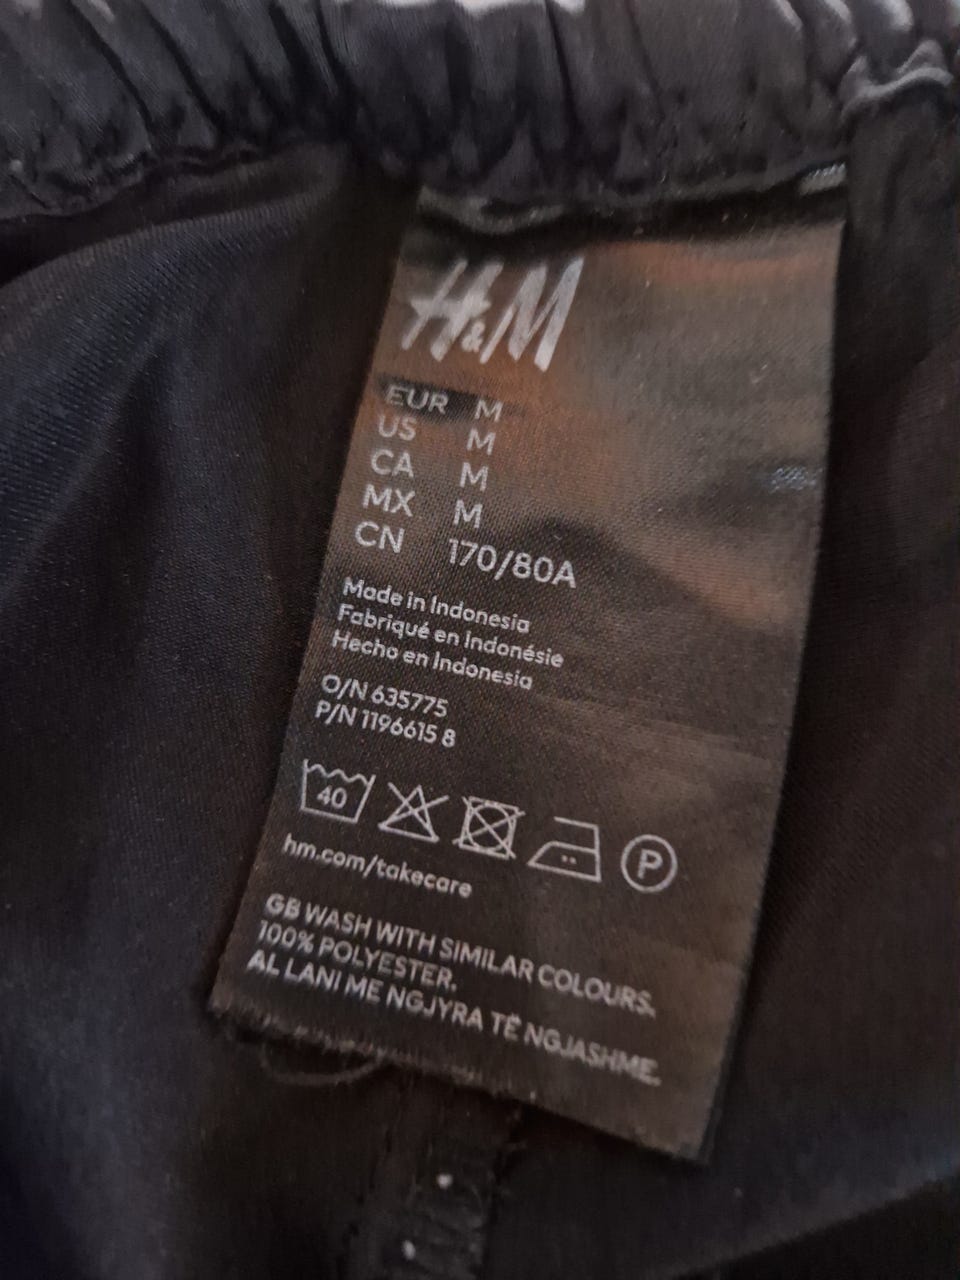 H&M
EUR M
US M
CA M
MX M
CN 170/80A
Made in Indonesia
Fabriqué en Indonésie
Hecho en Indonesia
O/N 635775
P/N 1196615 8
40
P
hm.com/takecare
GB WASH WITH SIMILAR COLOURS.
100% POLYESTER.
AL LANI ME NGJYRA TË NGJASHME.